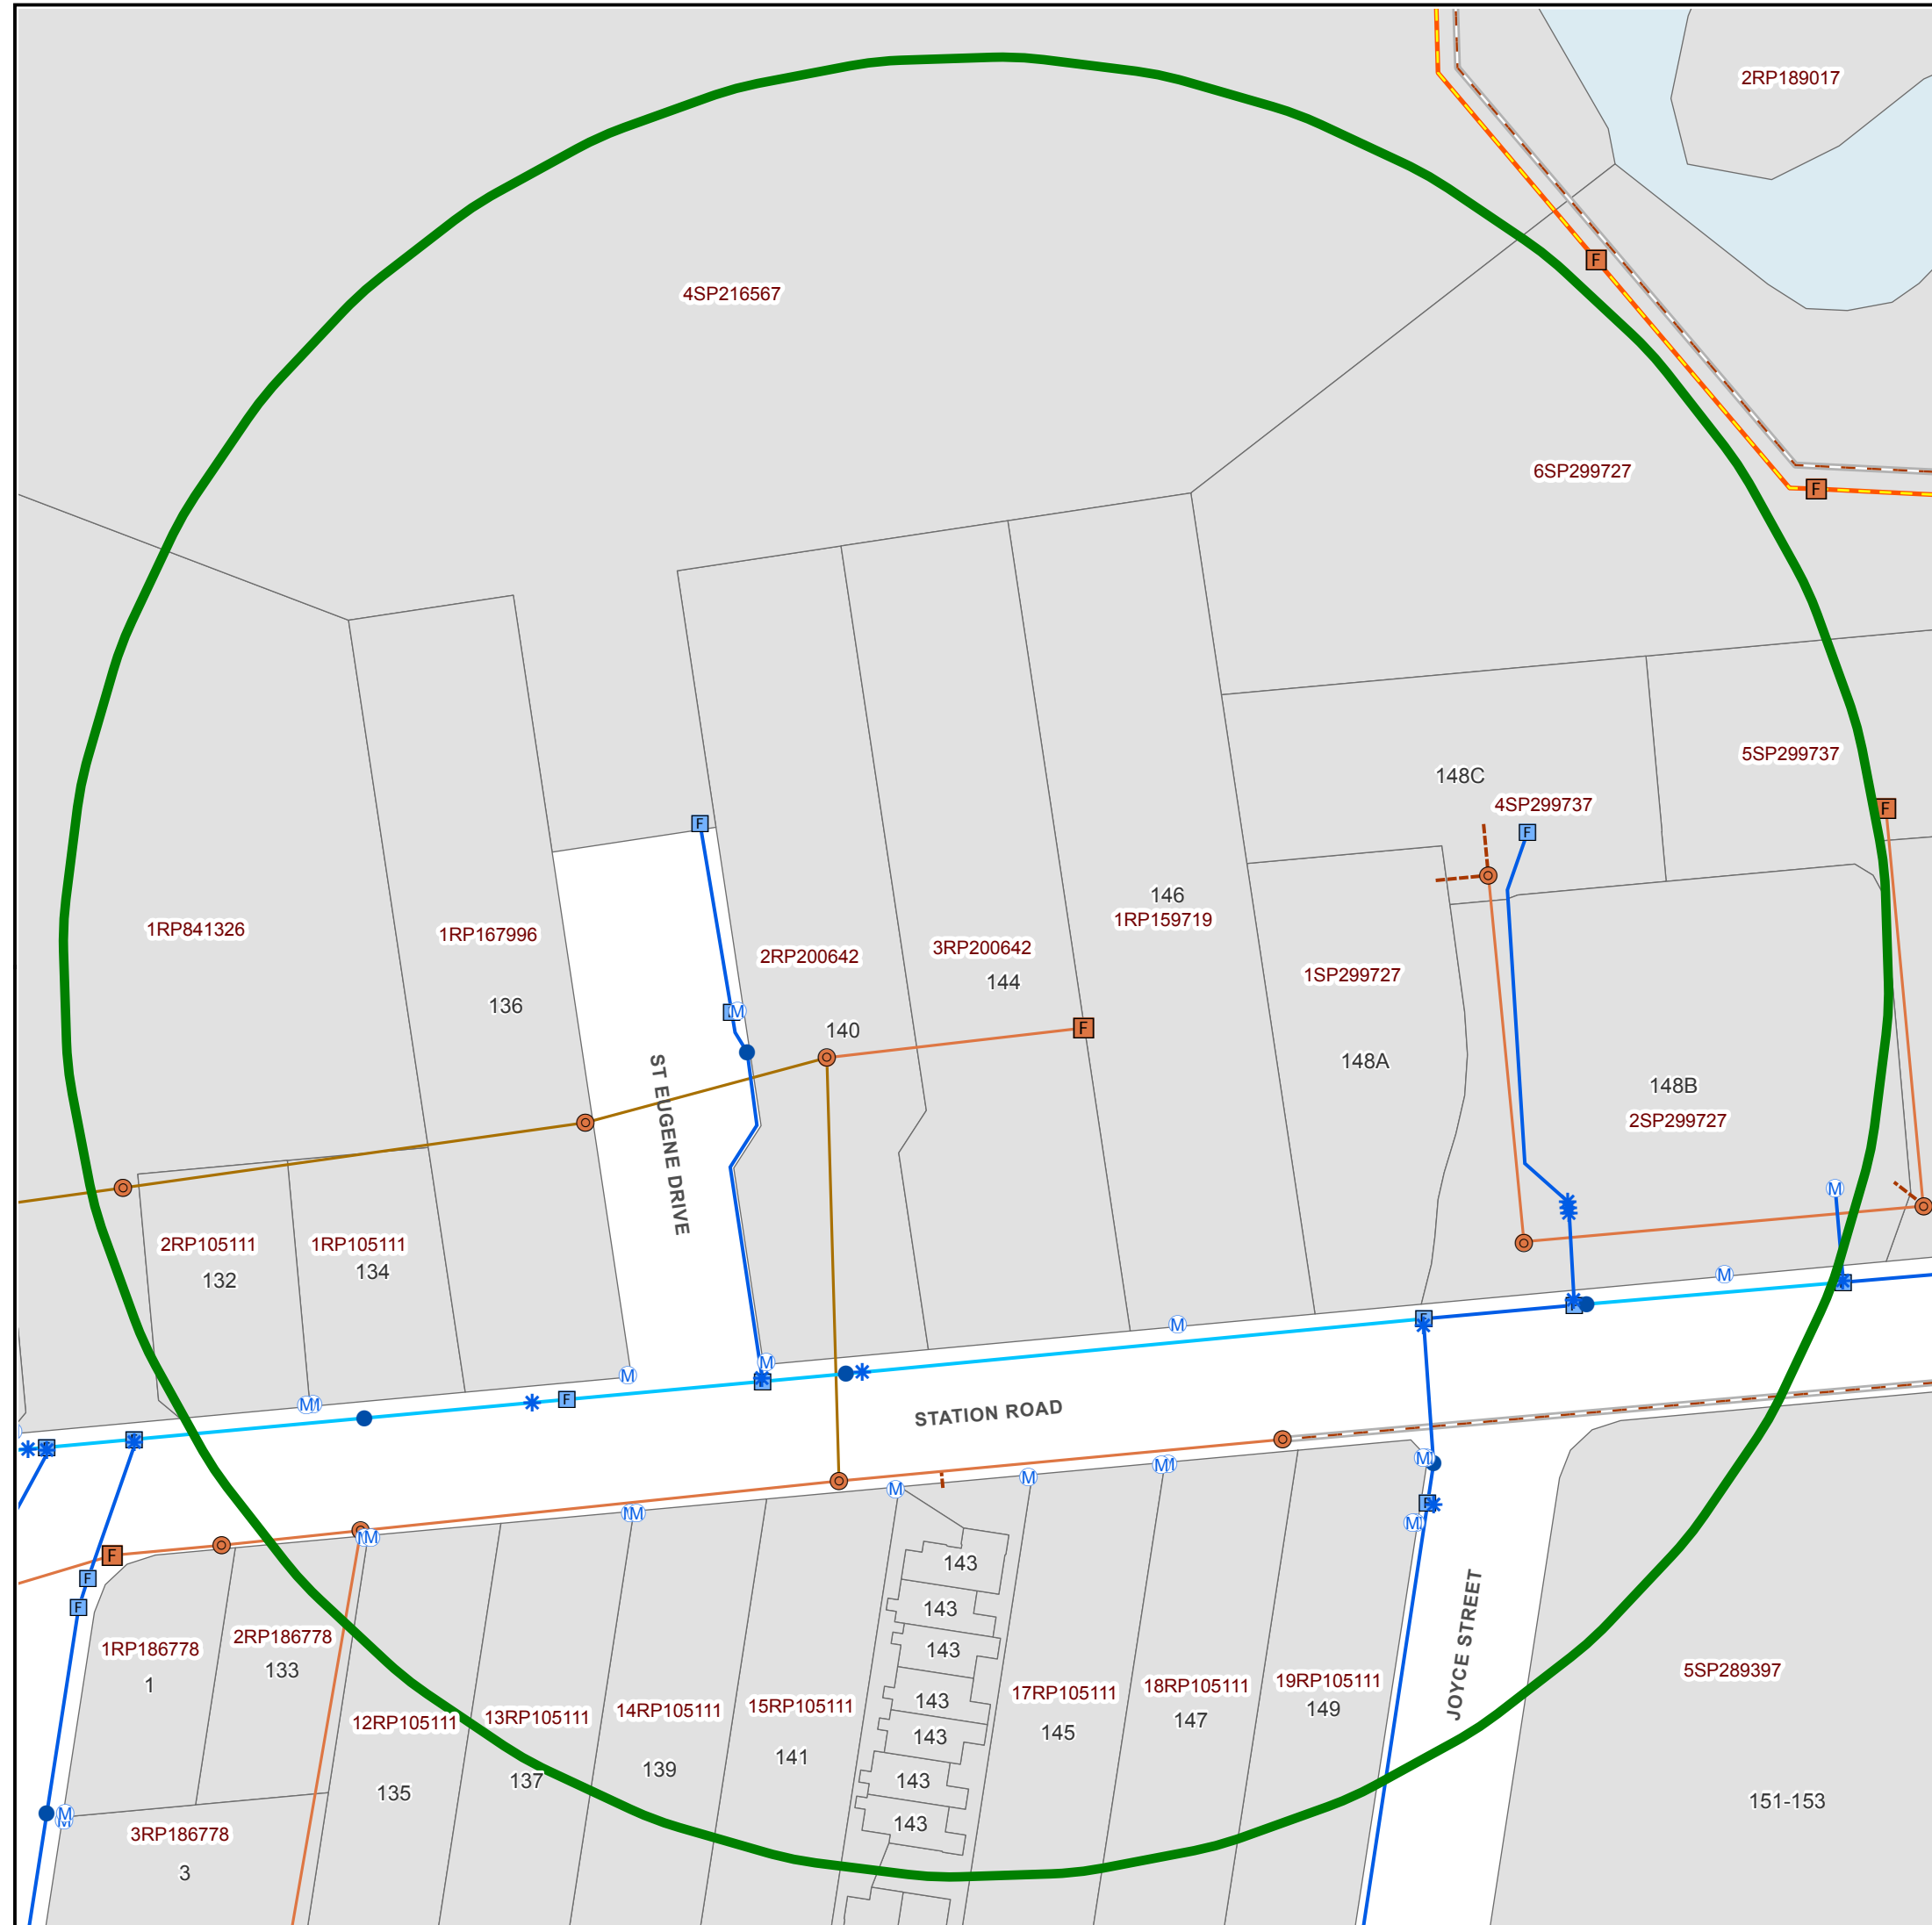 2RP189017
F
4SP216567
6SP299727
F
5SP299737
148C
4SP299737
F
F
F
146
1RP159719
1RP841326
1RP167996
2RP200642
3RP200642
1SP299727
144
136
M
140
F
ST EUGENE DRIVE
148A
148B
2SP299727
M
2RP105111
1RP105111
132
134
M
M
F
M
M
F
M
STATION ROAD
M
M
M
M
M
M
F
F
M
M
F
F
143
143
1RP186778
2RP186778
143
133
1
JOYCE STREET
5SP289397
12RP105111
13RP105111
14RP105111
15RP105111
143
17RP105111
18RP105111
19RP105111
149
143
145
147
141
139
137
135
143
151-153
M
M
143
3RP186778
3